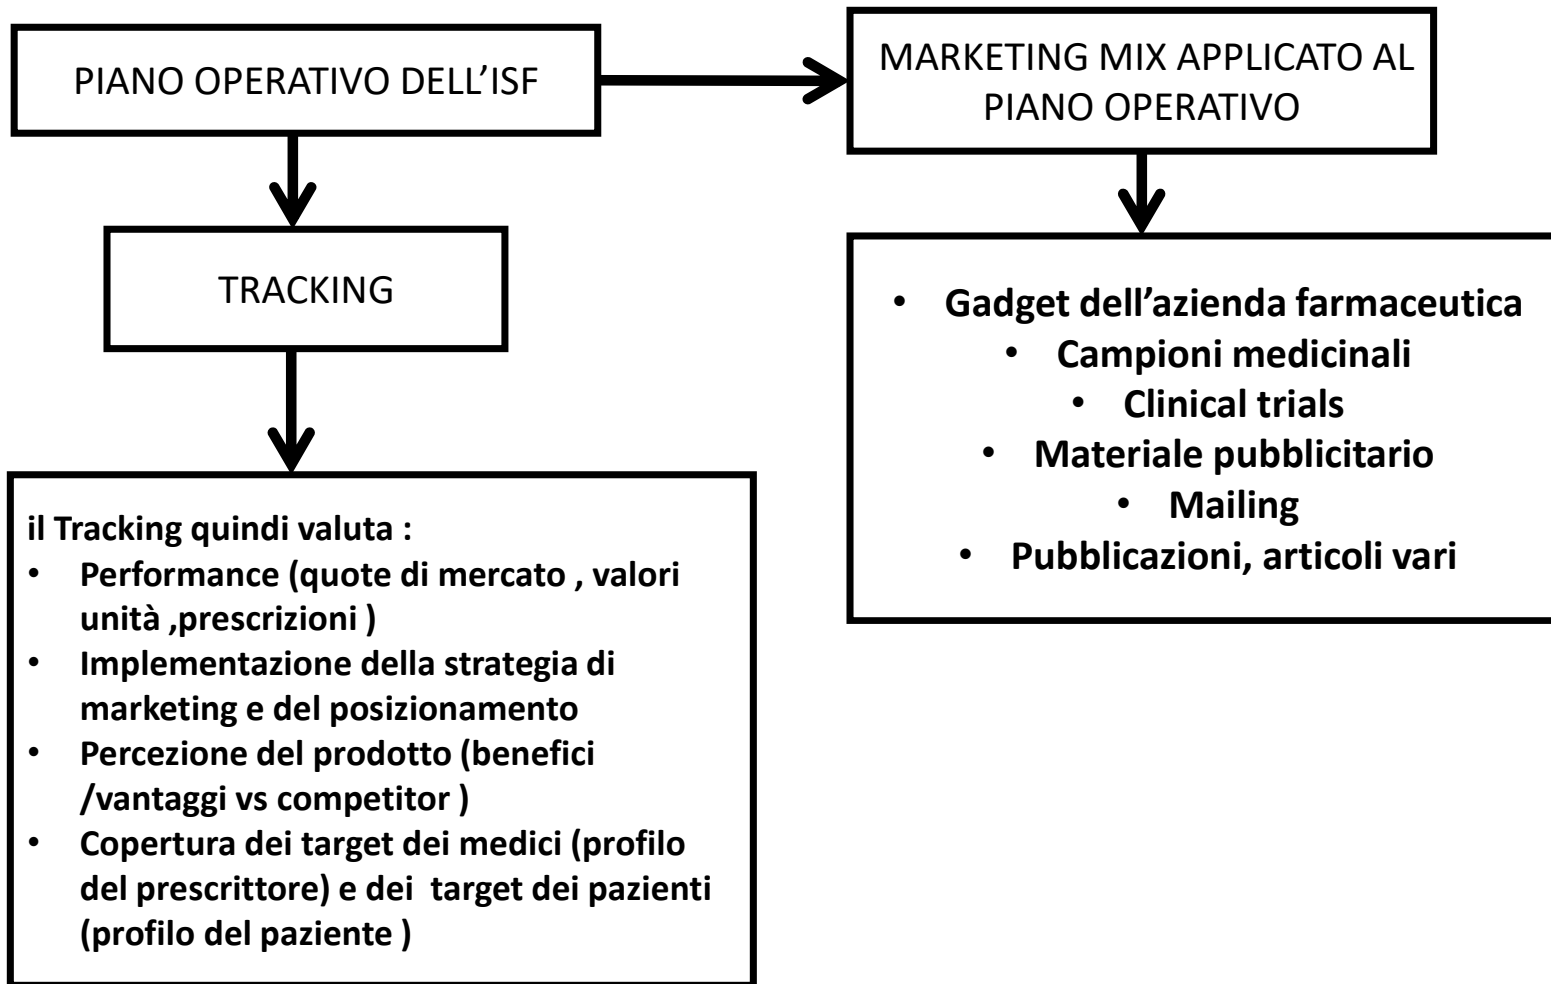 PIANO OPERATIVO DELL’ISF
MARKETING MIX APPLICATO AL
PIANO OPERATIVO
TRACKING
• Gadget dell’azienda farmaceutica
• Campioni medicinali
• Clinical trials
• Materiale pubblicitario
• Mailing
• Pubblicazioni, articoli vari
il Tracking quindi valuta :
• Performance (quote di mercato , valori
unità ,prescrizioni )
• Implementazione della strategia di
marketing e del posizionamento
• Percezione del prodotto (benefici
/vantaggi vs competitor )
• Copertura dei target dei medici (profilo
del prescrittore) e dei target dei pazienti
(profilo del paziente )